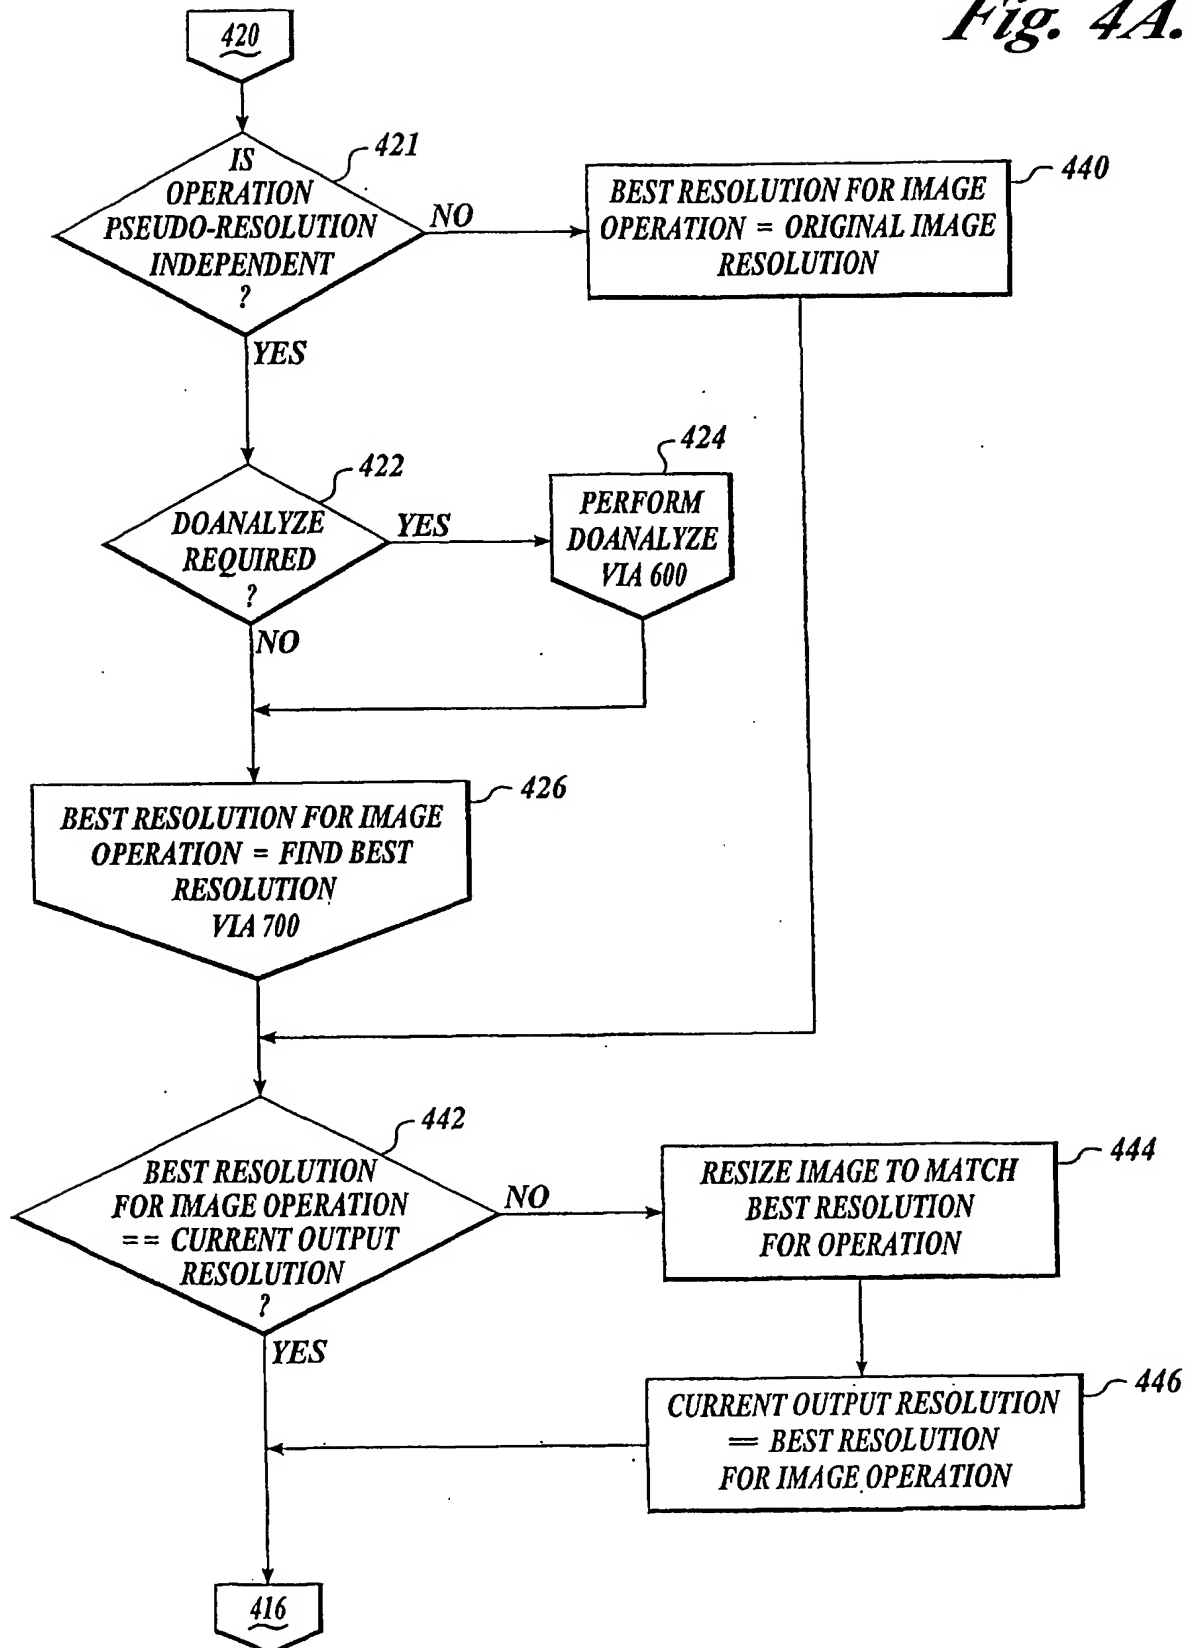 Fig. 4A.
420
421
IS
OPERATION
PSEUDO-RESOLUTION
INDEPENDENT
?
NO
YES
440
BEST RESOLUTION FOR IMAGE
OPERATION = ORIGINAL IMAGE
RESOLUTION
422
DOANALYZE
REQUIRED
?
YES
NO
424
PERFORM
DOANALYZE
VIA 600
426
BEST RESOLUTION FOR IMAGE
OPERATION = FIND BEST
RESOLUTION
VIA 700
442
BEST RESOLUTION
FOR IMAGE OPERATION
== CURRENT OUTPUT
RESOLUTION
?
NO
YES
444
RESIZE IMAGE TO MATCH
BEST RESOLUTION
FOR OPERATION
446
CURRENT OUTPUT RESOLUTION
== BEST RESOLUTION
FOR IMAGE OPERATION
416